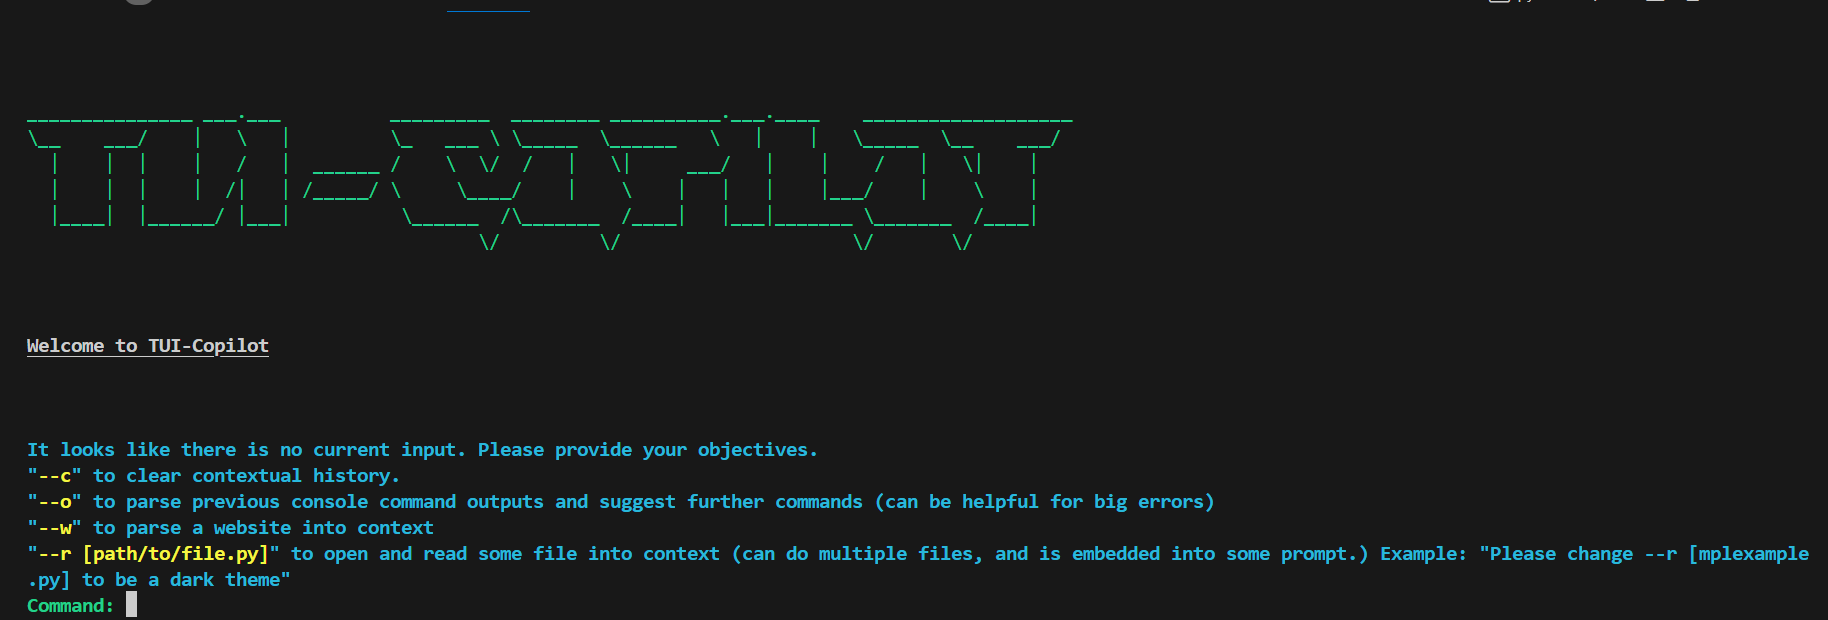 TUI-COPILOT
Welcome to TUI-Copilot
It looks like there is no current input. Please provide your objectives.
"--c" to clear contextual history.
"--o" to parse previous console command outputs and suggest further commands (can be helpful for big errors)
"--w" to parse a website into context
"--r [path/to/file.py]" to open and read some file into context (can do multiple files, and is embedded into some prompt.) Example: "Please change --r [mplexample
.py] to be a dark theme"
Command: